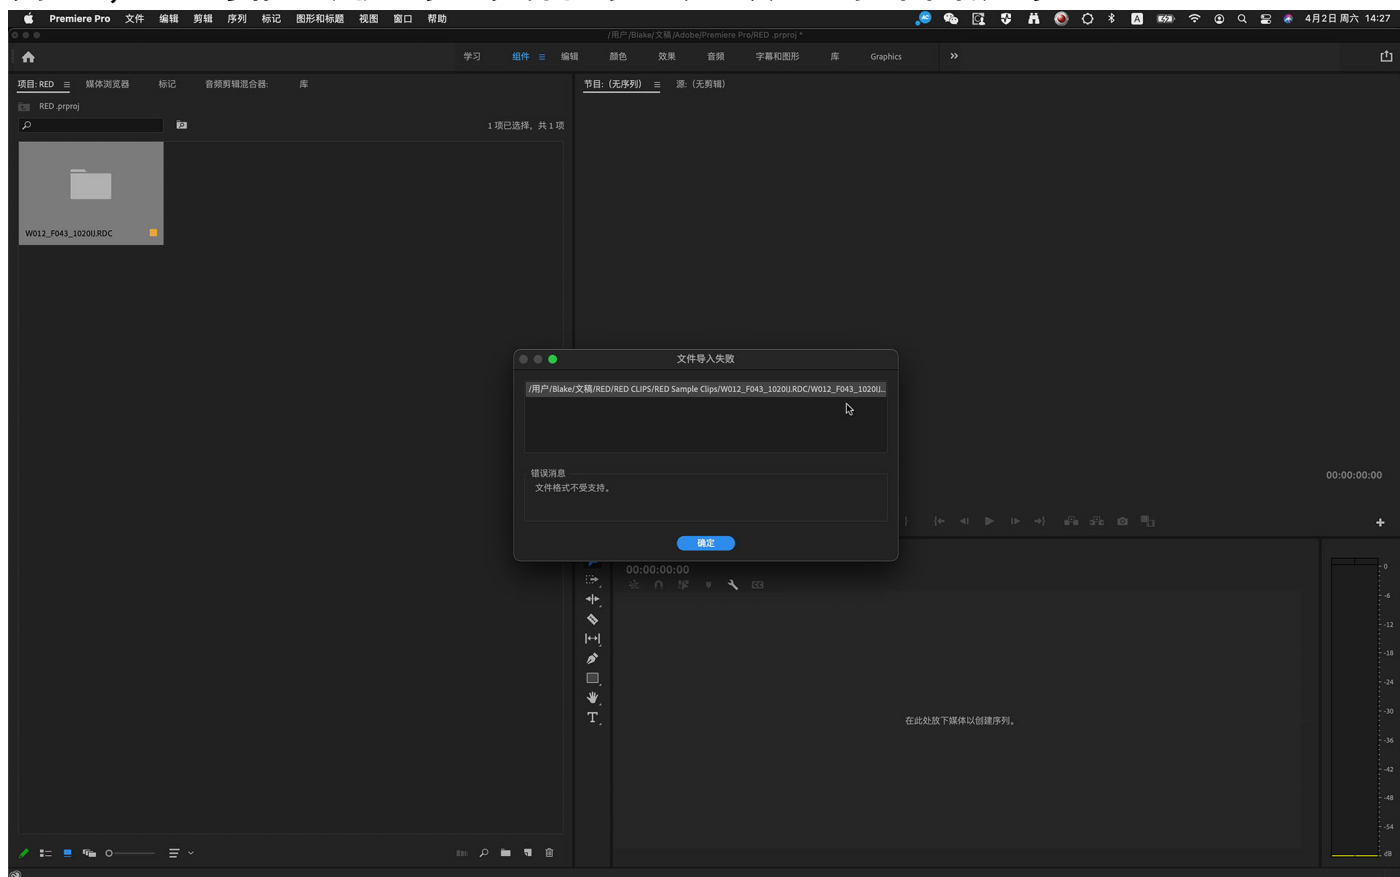 Premiere Pro 文件 编辑 剪辑 序列 标记 图形和标题 视图 窗口 帮助
4月2日 周六 14:27
/用户/Blake/文稿/Adobe/Premiere Pro/RED .prproj *
学习 组件 编辑 颜色 效果 音频 字幕和图形 库 Graphics
项目: RED 媒体浏览器 标记 音频剪辑混合器: 库
节目: (无序列) 源: (无剪辑)
RED .prproj
1 项已选择，共 1 项
W012_F043_1020IJ.RDC
文件导入失败
/用户/Blake/文稿/RED/RED CLIPS/RED Sample Clips/W012_F043_1020IJ.RDC/W012_F043_1020IJ...
错误消息
文件格式不受支持。
确定
00:00:00:00
00:00:00:00
在此处放下媒体以创建序列。
0
-6
-12
-18
-24
-30
-36
-42
-48
-54
dB